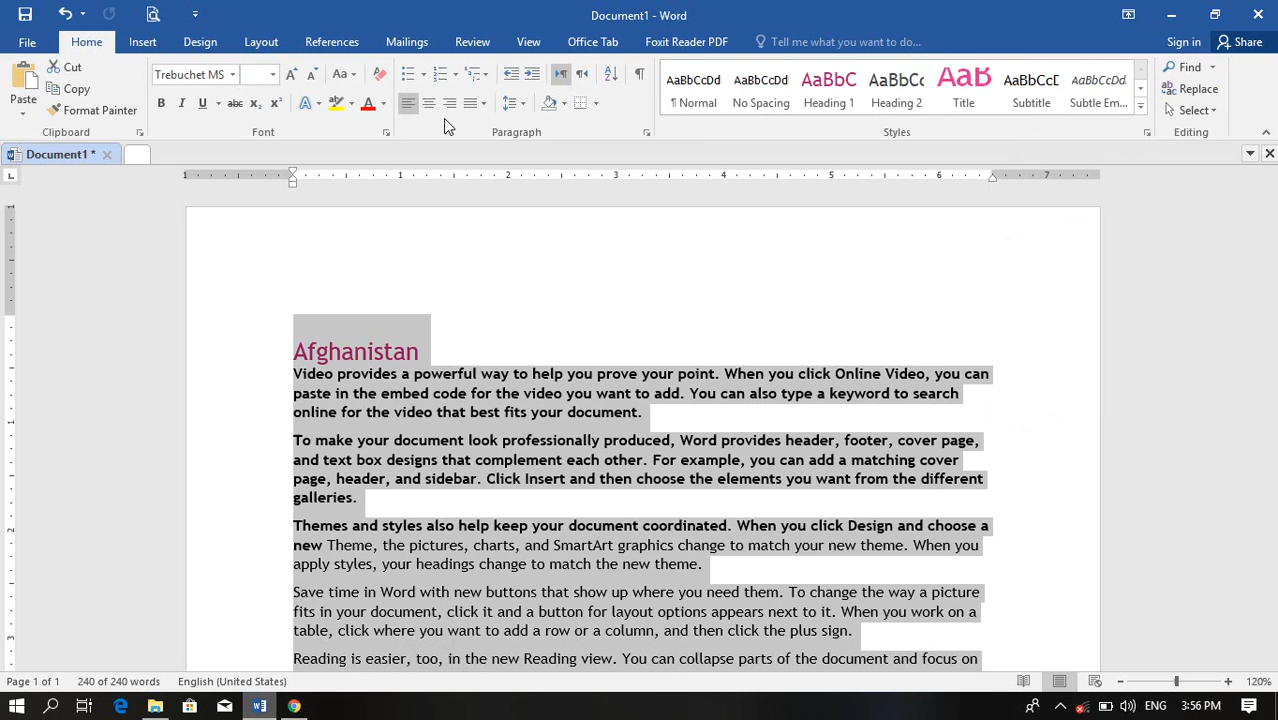 Document1 - Word
Sign in
Share
File
Home
Insert
Design
Layout
References
Mailings
Review
View
Office Tab
Foxit Reader PDF
Tell me what you want to do...
Paste
Cut
Copy
Format Painter
Clipboard
Trebuchet MS
Aa
B I U abc x₂ x² A A
Font
Paragraph
AaBbCcDd
¶ Normal
AaBbCcDd
No Spacing
AaBbC
Heading 1
AaBbCcD
Heading 2
AaB
Title
AaBbCcD
Subtitle
AaBbCcDd
Subtle Em...
Styles
Find
Replace
Select
Editing
Document1 *
1 1 2 3 4 5 6 7
Afghanistan
Video provides a powerful way to help you prove your point. When you click Online Video, you can
paste in the embed code for the video you want to add. You can also type a keyword to search
online for the video that best fits your document.
To make your document look professionally produced, Word provides header, footer, cover page,
and text box designs that complement each other. For example, you can add a matching cover
page, header, and sidebar. Click Insert and then choose the elements you want from the different
galleries.
Themes and styles also help keep your document coordinated. When you click Design and choose a
new Theme, the pictures, charts, and SmartArt graphics change to match your new theme. When you
apply styles, your headings change to match the new theme.
Save time in Word with new buttons that show up where you need them. To change the way a picture
fits in your document, click it and a button for layout options appears next to it. When you work on a
table, click where you want to add a row or a column, and then click the plus sign.
Reading is easier, too, in the new Reading view. You can collapse parts of the document and focus on
Page 1 of 1
240 of 240 words
English (United States)
120%
ENG
3:56 PM